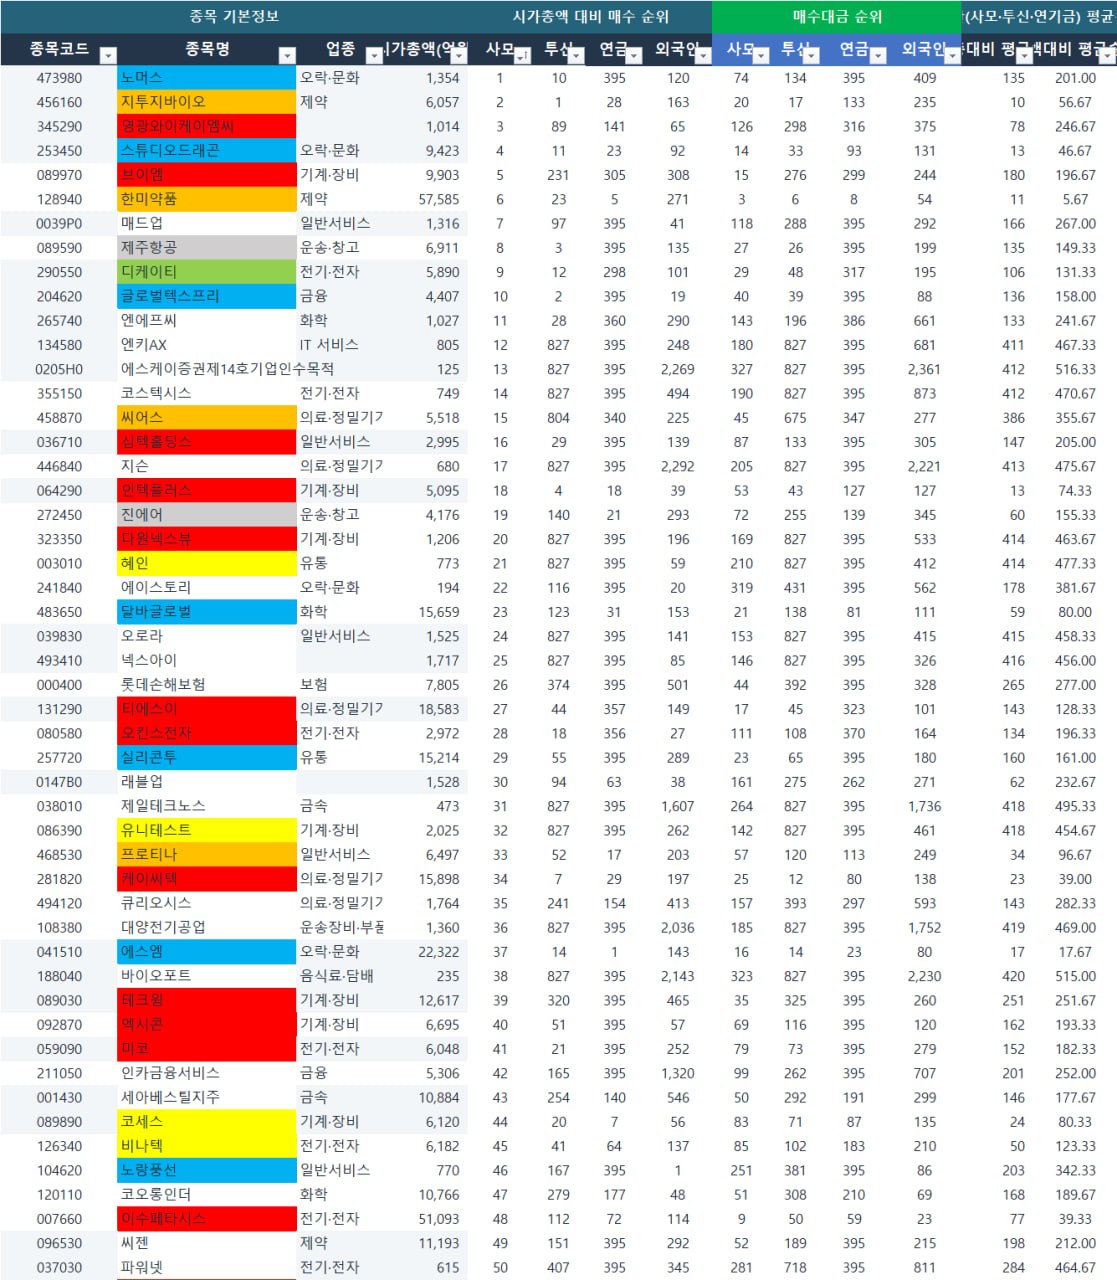 종목 기본정보 시가총액 대비 매수 순위 매수대금 순위 (사모·투신·연기금) 평균
종목코드 종목명 업종 사모 투신 연금 외국인 사모 투신 연금 외국인
473980 노머스 오락·문화 1,354 1 10 395 120 74 134 395 409 135 201.00
456160 지투지바이오 제약 6,057 2 1 28 163 20 17 133 235 10 56.67
345290 영광와이케이엠씨 1,014 3 89 141 65 126 298 316 375 78 246.67
253450 스튜디오드래곤 오락·문화 9,423 4 11 23 92 14 33 93 131 13 46.67
089970 브이엠 기계·장비 9,903 5 231 305 308 15 276 299 244 180 196.67
128940 한미약품 제약 57,585 6 23 5 271 3 6 8 54 11 5.67
0039P0 매드업 일반서비스 1,316 7 97 395 41 118 288 395 292 166 267.00
089590 제주항공 운송·창고 6,911 8 3 395 135 27 26 395 199 135 149.33
290550 디케이티 전기·전자 5,890 9 12 298 101 29 48 317 195 106 131.33
204620 글로벌텍스프리 금융 4,407 10 2 395 19 40 39 395 88 136 158.00
265740 엔에프씨 화학 1,027 11 28 360 290 143 196 386 661 133 241.67
134580 엔키AX IT 서비스 805 12 827 395 248 180 827 395 681 411 467.33
0205H0 에스케이증권제14호기업인수목적 125 13 827 395 2,269 327 827 395 2,361 412 516.33
355150 코스텍시스 전기·전자 749 14 827 395 494 190 827 395 873 412 470.67
458870 씨어스 의료·정밀기기 5,518 15 804 340 225 45 675 347 277 386 355.67
036710 심텍홀딩스 일반서비스 2,995 16 29 395 139 87 133 395 305 147 205.00
446840 지슨 의료·정밀기기 680 17 827 395 2,292 205 827 395 2,221 413 475.67
064290 인텍플러스 기계·장비 5,095 18 4 18 39 53 43 127 127 13 74.33
272450 진에어 운송·창고 4,176 19 140 21 293 72 255 139 345 60 155.33
323350 다원넥스뷰 기계·장비 1,206 20 827 395 196 169 827 395 533 414 463.67
003010 혜인 유통 773 21 827 395 59 210 827 395 412 414 477.33
241840 에이스토리 오락·문화 194 22 116 395 20 319 431 395 562 178 381.67
483650 달바글로벌 화학 15,659 23 123 31 153 21 138 81 111 59 80.00
039830 오로라 일반서비스 1,525 24 827 395 141 153 827 395 415 415 458.33
493410 넥스아이 1,717 25 827 395 85 146 827 395 326 416 456.00
000400 롯데손해보험 보험 7,805 26 374 395 501 44 392 395 328 265 277.00
131290 티에스이 의료·정밀기기 18,583 27 44 357 149 17 45 323 101 143 128.33
080580 오킨스전자 전기·전자 2,972 28 18 356 27 111 108 370 164 134 196.33
257720 실리콘투 유통 15,214 29 55 395 289 23 65 395 180 160 161.00
0147B0 래블업 1,528 30 94 63 38 161 275 262 271 62 232.67
038010 제일테크노스 금속 473 31 827 395 1,607 264 827 395 1,736 418 495.33
086390 유니테스트 기계·장비 2,025 32 827 395 262 142 827 395 461 418 454.67
468530 프로티나 일반서비스 6,497 33 52 17 203 57 120 113 249 34 96.67
281820 케이씨텍 의료·정밀기기 15,898 34 7 29 197 25 12 80 138 23 39.00
494120 큐리오시스 의료·정밀기기 1,764 35 241 154 413 157 393 297 593 143 282.33
108380 대양전기공업 운송장비·부품 1,360 36 827 395 2,036 185 827 395 1,752 419 469.00
041510 에스엠 오락·문화 22,322 37 14 1 143 16 14 23 80 17 17.67
188040 바이오포트 음식료·담배 235 38 827 395 2,143 323 827 395 2,230 420 515.00
089030 테크윙 기계·장비 12,617 39 320 395 465 35 325 395 260 251 251.67
092870 엑시콘 기계·장비 6,695 40 51 395 57 69 116 395 120 162 193.33
059090 미코 전기·전자 6,048 41 21 395 252 79 73 395 279 152 182.33
211050 인카금융서비스 금융 5,306 42 165 395 1,320 99 262 395 707 201 252.00
001430 세아베스틸지주 금속 10,884 43 254 140 546 50 292 191 299 146 177.67
089890 코세스 기계·장비 6,120 44 20 7 56 83 71 87 135 24 80.33
126340 비나텍 전기·전자 6,182 45 41 64 137 85 102 183 210 50 123.33
104620 노랑풍선 일반서비스 770 46 167 395 1 251 381 395 86 203 342.33
120110 코오롱인더 화학 10,766 47 279 177 48 51 308 210 69 168 189.67
007660 이수페타시스 전기·전자 51,093 48 112 72 114 9 50 59 23 77 39.33
096530 씨젠 제약 11,193 49 151 395 292 52 189 395 215 198 212.00
037030 파워넷 전기·전자 615 50 407 395 345 281 718 395 811 284 464.67